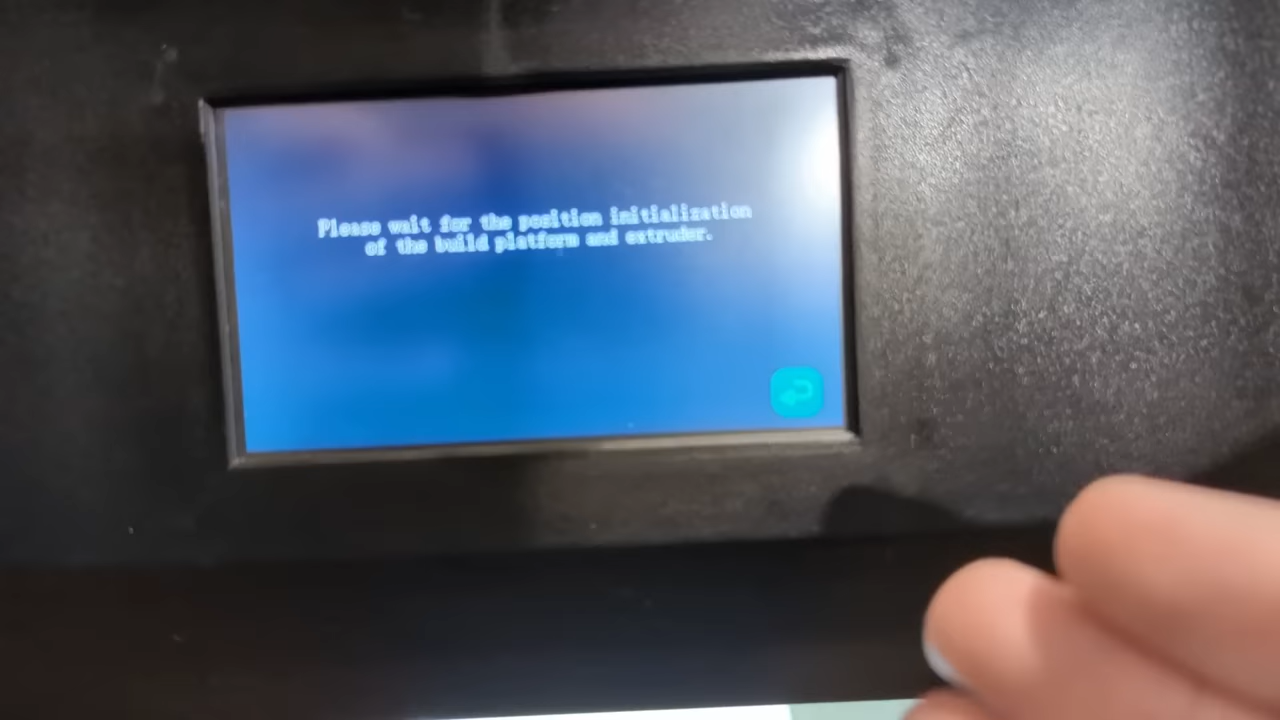 Please wait for the position initialization
of the build platform and extruder.